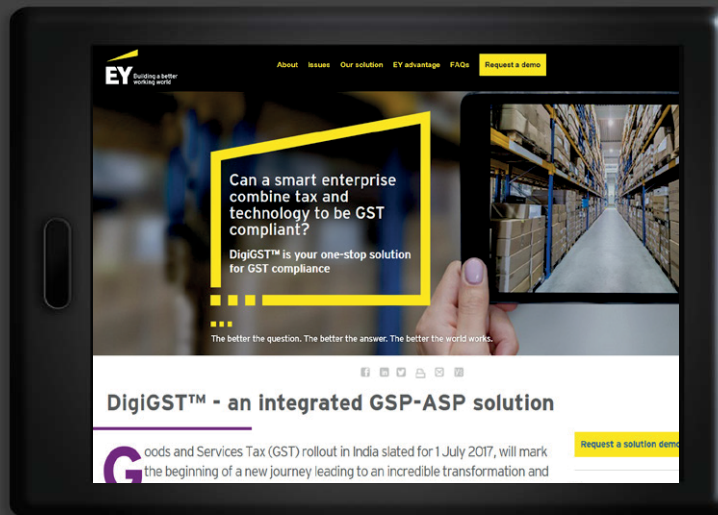 EY Building a better
working world
About Issues Our solution EY advantage FAQs Request a demo
Can a smart enterprise
combine tax and
technology to be GST
compliant?
DigiGST™ is your one-stop solution
for GST compliance
The better the question. The better the answer. The better the world works.
DigiGST™ - an integrated GSP-ASP solution
Goods and Services Tax (GST) rollout in India slated for 1 July 2017, will mark
the beginning of a new journey leading to an incredible transformation and
Request a solution demo